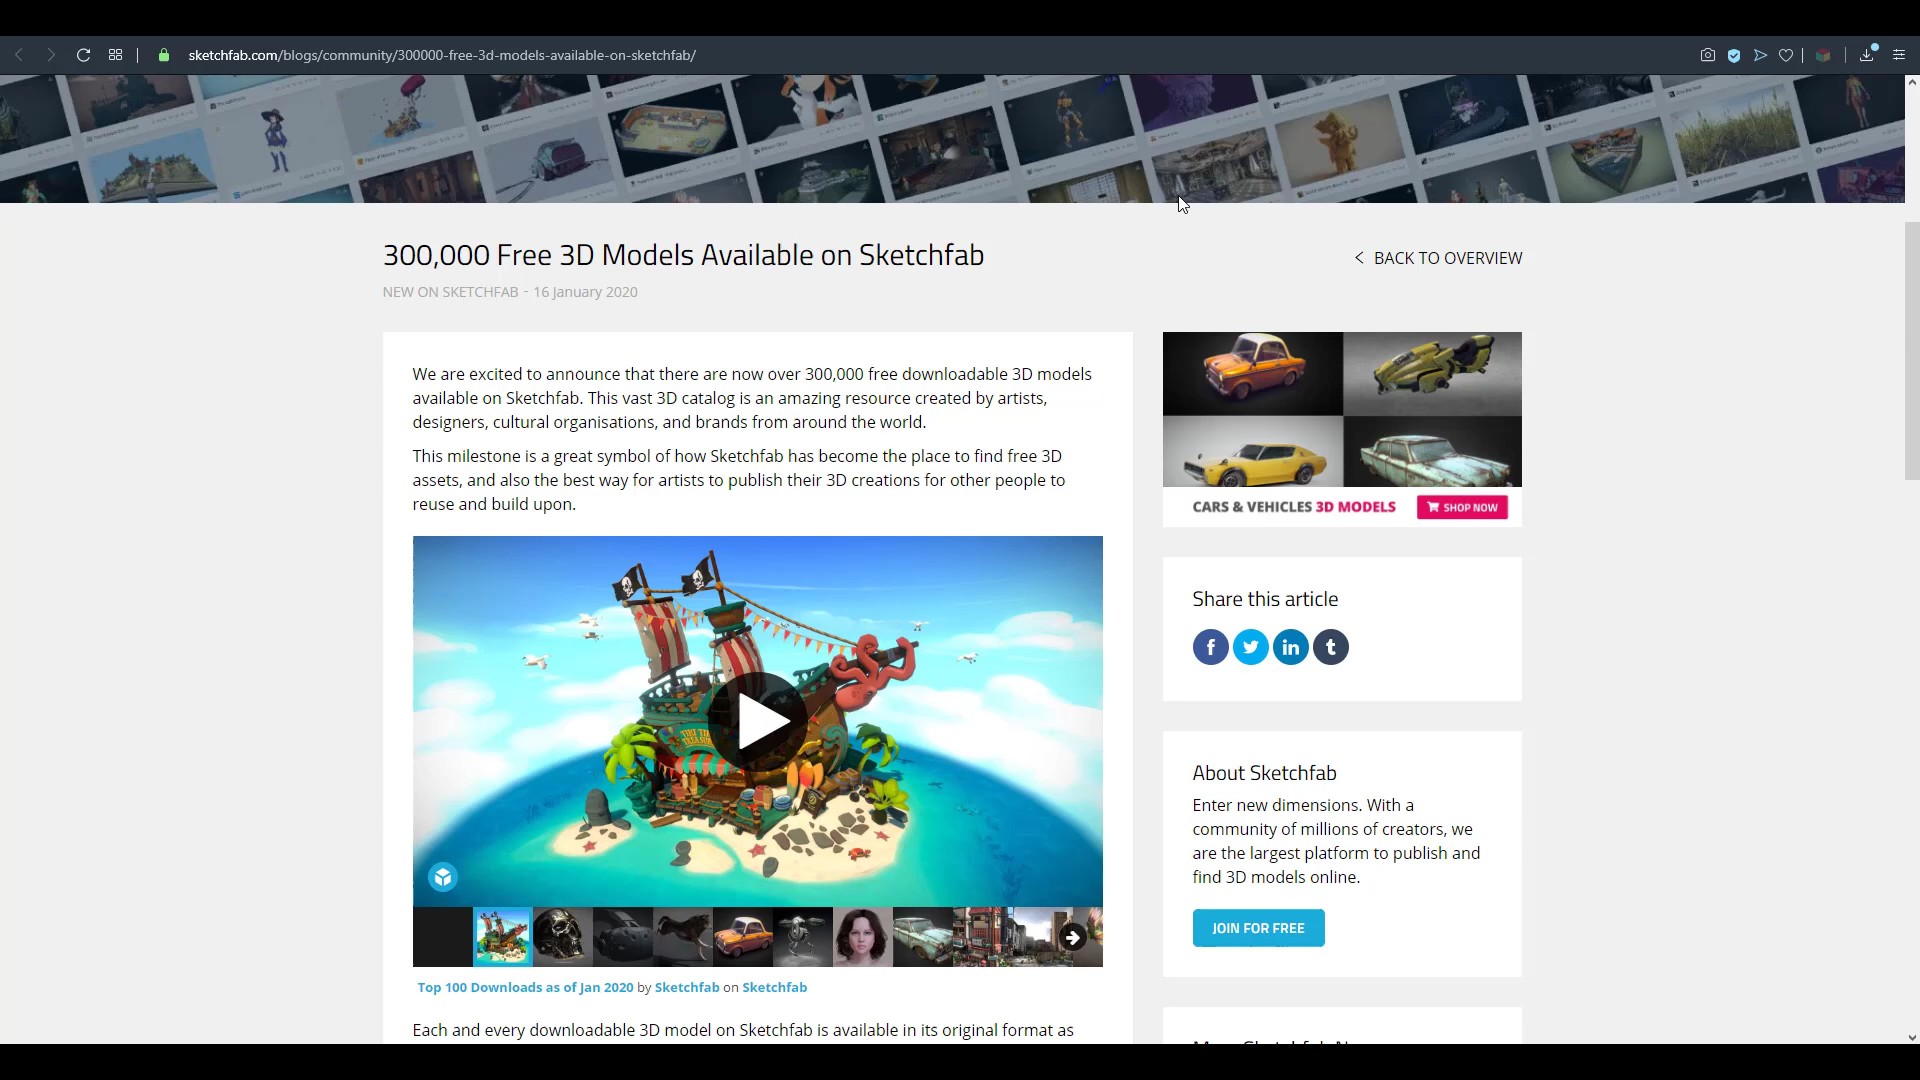 sketchfab.com/blogs/community/300000-free-3d-models-available-on-sketchfab/
300,000 Free 3D Models Available on Sketchfab
BACK TO OVERVIEW
NEW ON SKETCHFAB - 16 January 2020
We are excited to announce that there are now over 300,000 free downloadable 3D models
available on Sketchfab. This vast 3D catalog is an amazing resource created by artists,
designers, cultural organisations, and brands from around the world.
This milestone is a great symbol of how Sketchfab has become the place to find free 3D
assets, and also the best way for artists to publish their 3D creations for other people to
reuse and build upon.
TIKI TIKI
TREASURE
Top 100 Downloads as of Jan 2020 by Sketchfab on Sketchfab
Each and every downloadable 3D model on Sketchfab is available in its original format as
CARS & VEHICLES 3D MODELS
SHOP NOW
Share this article
f
in
t
About Sketchfab
Enter new dimensions. With a
community of millions of creators, we
are the largest platform to publish and
find 3D models online.
JOIN FOR FREE